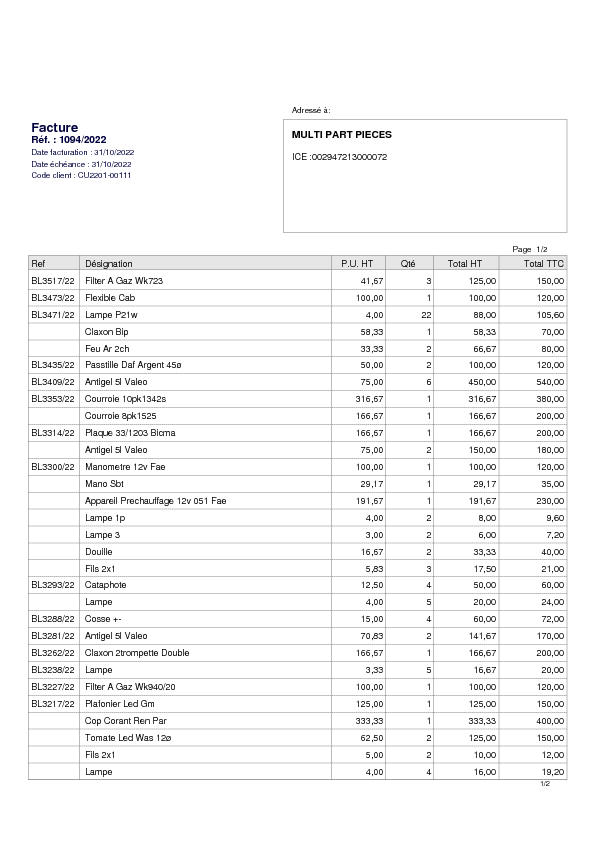 Adressé à:
Facture
Réf. : 1094/2022
Date facturation : 31/10/2022
Date échéance : 31/10/2022
Code client : CU2201-00111
MULTI PART PIECES
ICE :002947213000072
Page 1/2
Ref Désignation P.U. HT Qté Total HT Total TTC
BL3517/22 Filter A Gaz Wk723 41,67 3 125,00 150,00
BL3473/22 Flexible Cab 100,00 1 100,00 120,00
BL3471/22 Lampe P21w 4,00 22 88,00 105,60
Claxon Bip 58,33 1 58,33 70,00
Feu Ar 2ch 33,33 2 66,67 80,00
BL3435/22 Passtille Daf Argent 45ø 50,00 2 100,00 120,00
BL3409/22 Antigel 5l Valeo 75,00 6 450,00 540,00
BL3353/22 Courroie 10pk1342s 316,67 1 316,67 380,00
Courroie 8pk1525 166,67 1 166,67 200,00
BL3314/22 Plaque 33/1203 Bicma 166,67 1 166,67 200,00
Antigel 5l Valeo 75,00 2 150,00 180,00
BL3300/22 Manometre 12v Fae 100,00 1 100,00 120,00
Mano Sbt 29,17 1 29,17 35,00
Appareil Prechauffage 12v 051 Fae 191,67 1 191,67 230,00
Lampe 1p 4,00 2 8,00 9,60
Lampe 3 3,00 2 6,00 7,20
Douille 16,67 2 33,33 40,00
Fils 2x1 5,83 3 17,50 21,00
BL3293/22 Cataphote 12,50 4 50,00 60,00
Lampe 4,00 5 20,00 24,00
BL3288/22 Cosse +- 15,00 4 60,00 72,00
BL3281/22 Antigel 5l Valeo 70,83 2 141,67 170,00
BL3262/22 Claxon 2trompette Double 166,67 1 166,67 200,00
BL3238/22 Lampe 3,33 5 16,67 20,00
BL3227/22 Filter A Gaz Wk940/20 100,00 1 100,00 120,00
BL3217/22 Plafonier Led Gm 125,00 1 125,00 150,00
Cop Corant Ren Par 333,33 1 333,33 400,00
Tomate Led Was 12ø 62,50 2 125,00 150,00
Fils 2x1 5,00 2 10,00 12,00
Lampe 4,00 4 16,00 19,20
1/2